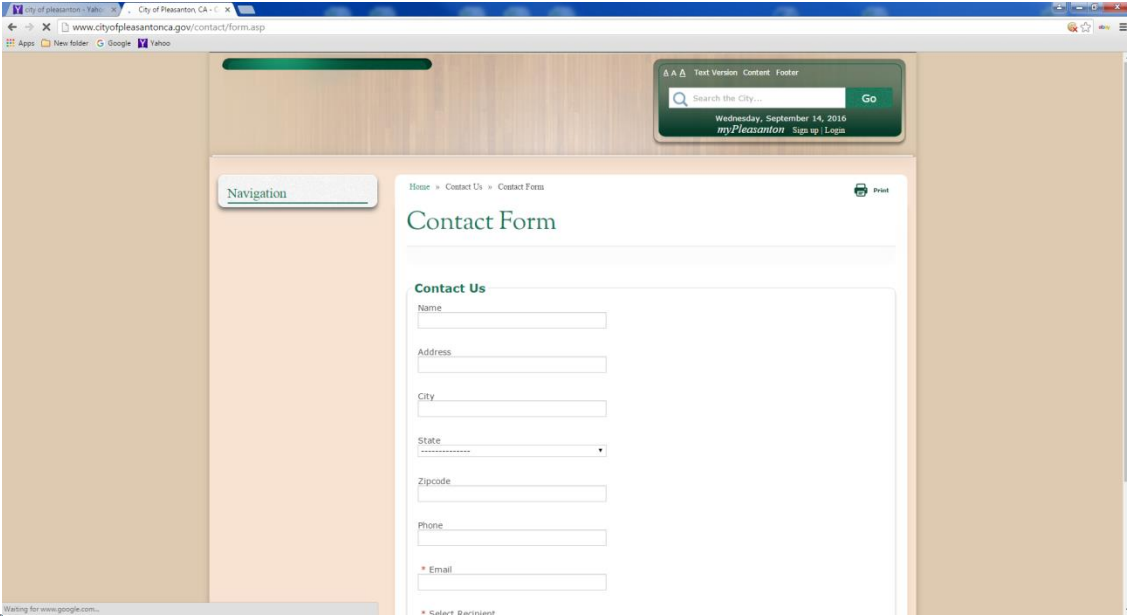 city of pleasanton - Yaho
City of Pleasanton, CA - C
www.cityofpleasantonca.gov/contact/form.asp
Apps New folder Google Yahoo
A A A Text Version Content Footer
Search the City... Go
Wednesday, September 14, 2016
myPleasanton Sign up | Login
Navigation
Home » Contact Us » Contact Form
Print
Contact Form
Contact Us
Name
Address
City
State
--------------
Zipcode
Phone
* Email
* Select Recipient
Waiting for www.google.com...